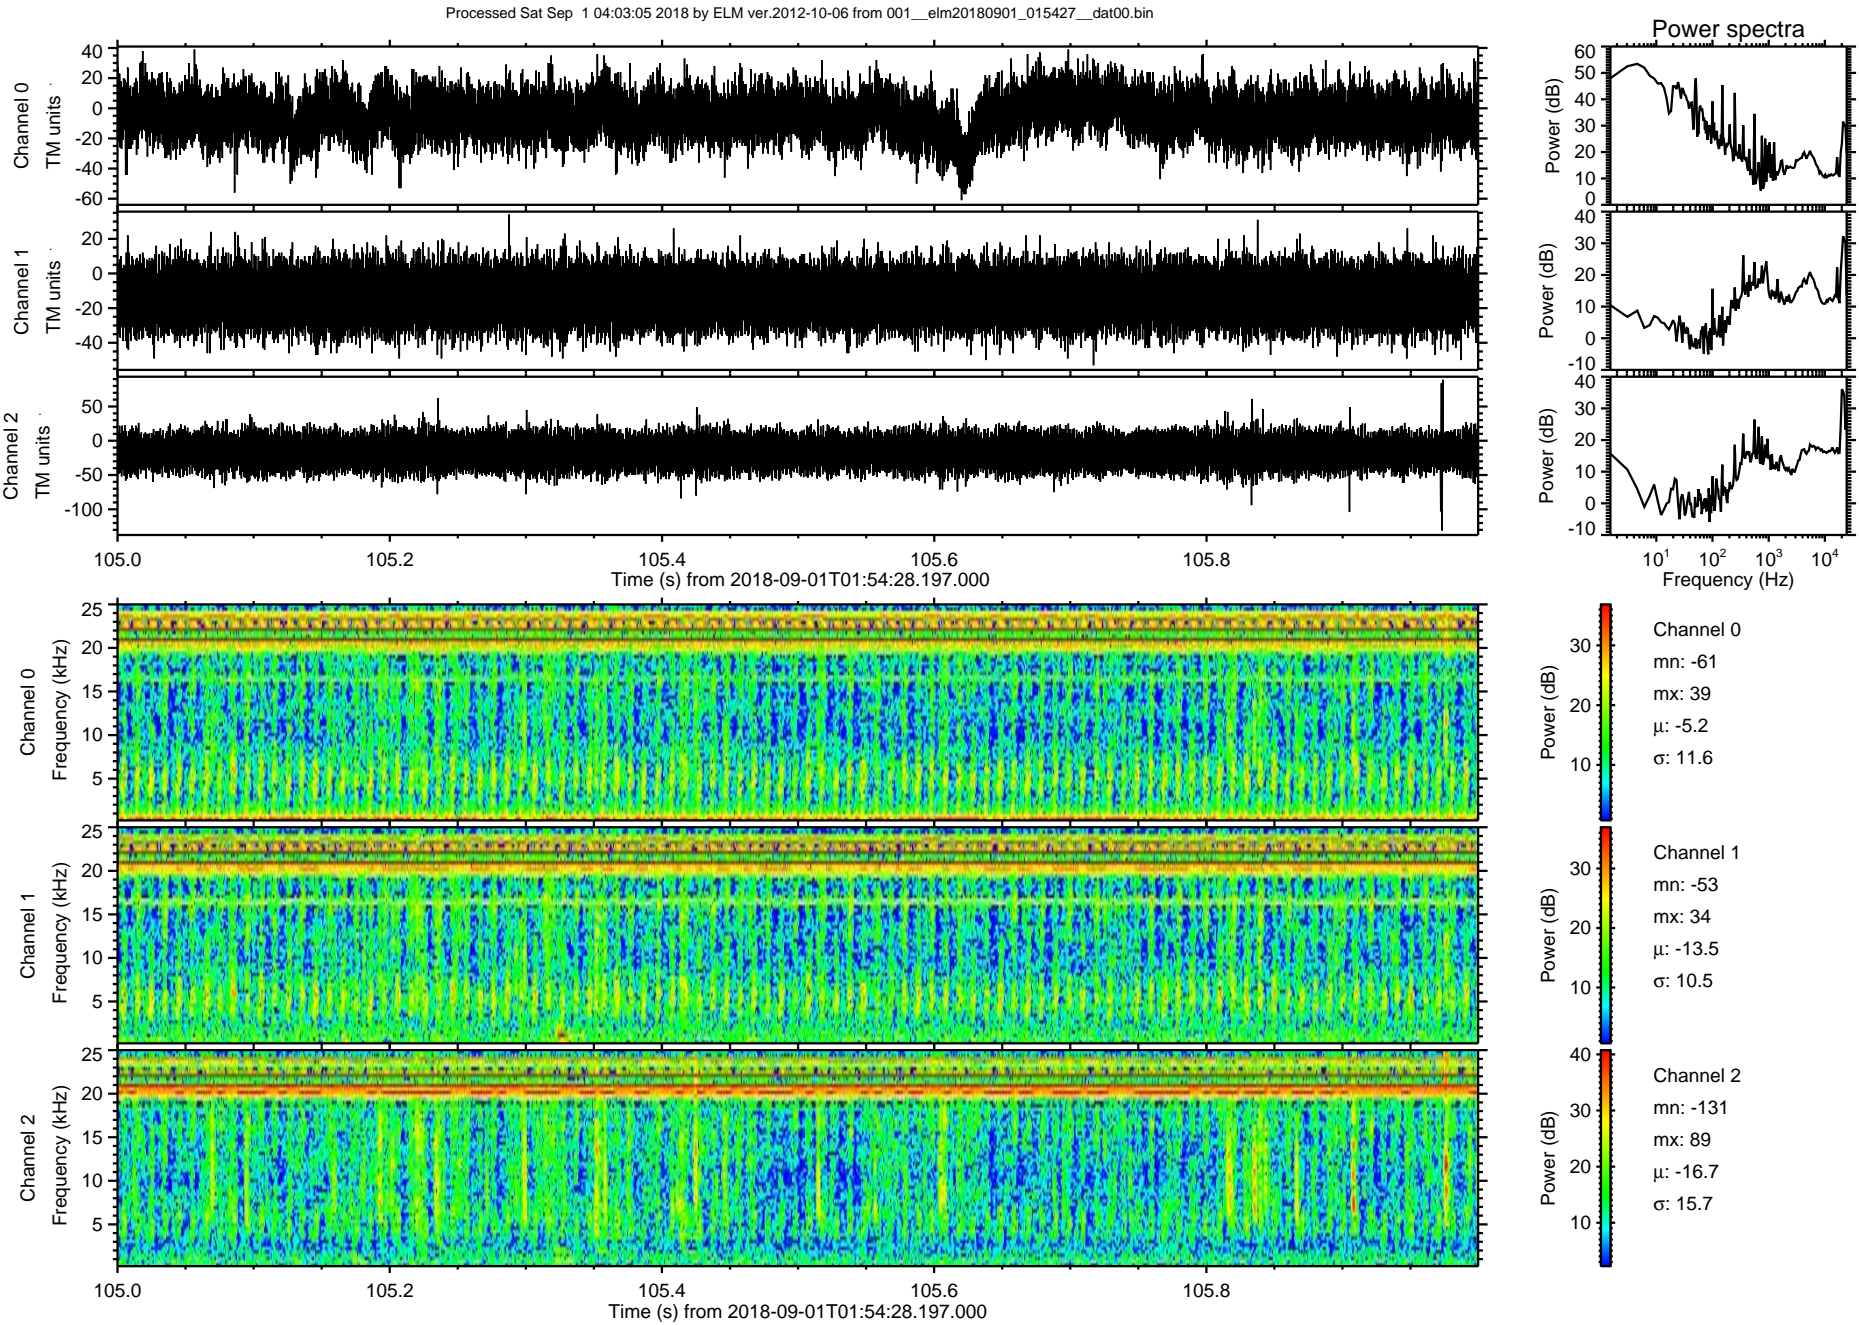 Processed Sat Sep  1 04:03:05 2018 by ELM ver.2012-10-06 from 001__elm20180901_015427__dat00.bin
Power spectra
Channel 0
TM units
40
20
0
-20
-40
-60
Power (dB)
60
50
40
30
20
10
0
Channel 1
TM units
20
0
-20
-40
Power (dB)
40
30
20
10
0
-10
Channel 2
TM units
50
0
-50
-100
Power (dB)
40
30
20
10
0
-10
105.0 105.2 105.4 105.6 105.8
Time (s) from 2018-09-01T01:54:28.197.000
10^1 10^2 10^3 10^4
Frequency (Hz)
Channel 0
Frequency (kHz)
25
20
15
10
5
Power (dB)
30
20
10
Channel 0
mn: -61
mx: 39
μ: -5.2
σ: 11.6
Channel 1
Frequency (kHz)
25
20
15
10
5
Power (dB)
30
20
10
Channel 1
mn: -53
mx: 34
μ: -13.5
σ: 10.5
Channel 2
Frequency (kHz)
25
20
15
10
5
Power (dB)
40
30
20
10
Channel 2
mn: -131
mx: 89
μ: -16.7
σ: 15.7
105.0 105.2 105.4 105.6 105.8
Time (s) from 2018-09-01T01:54:28.197.000